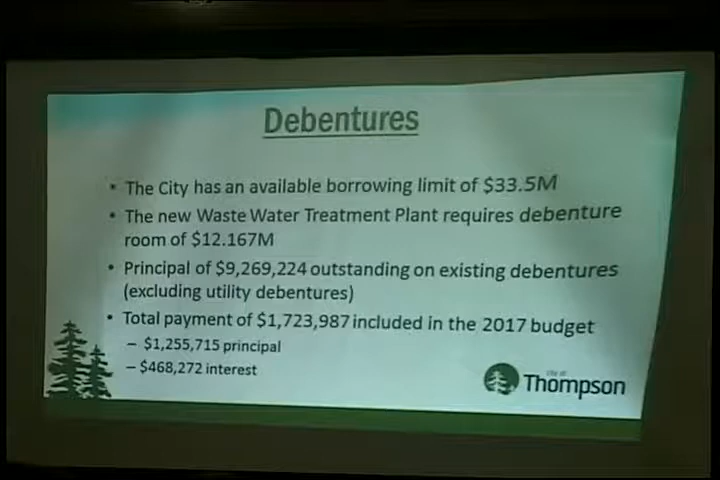 Debentures
• The City has an available borrowing limit of $33.5M
• The new Waste Water Treatment Plant requires debenture
room of $12.167M
• Principal of $9,269,224 outstanding on existing debentures
(excluding utility debentures)
• Total payment of $1,723,987 included in the 2017 budget
– $1,255,715 principal
– $468,272 interest
City of
Thompson